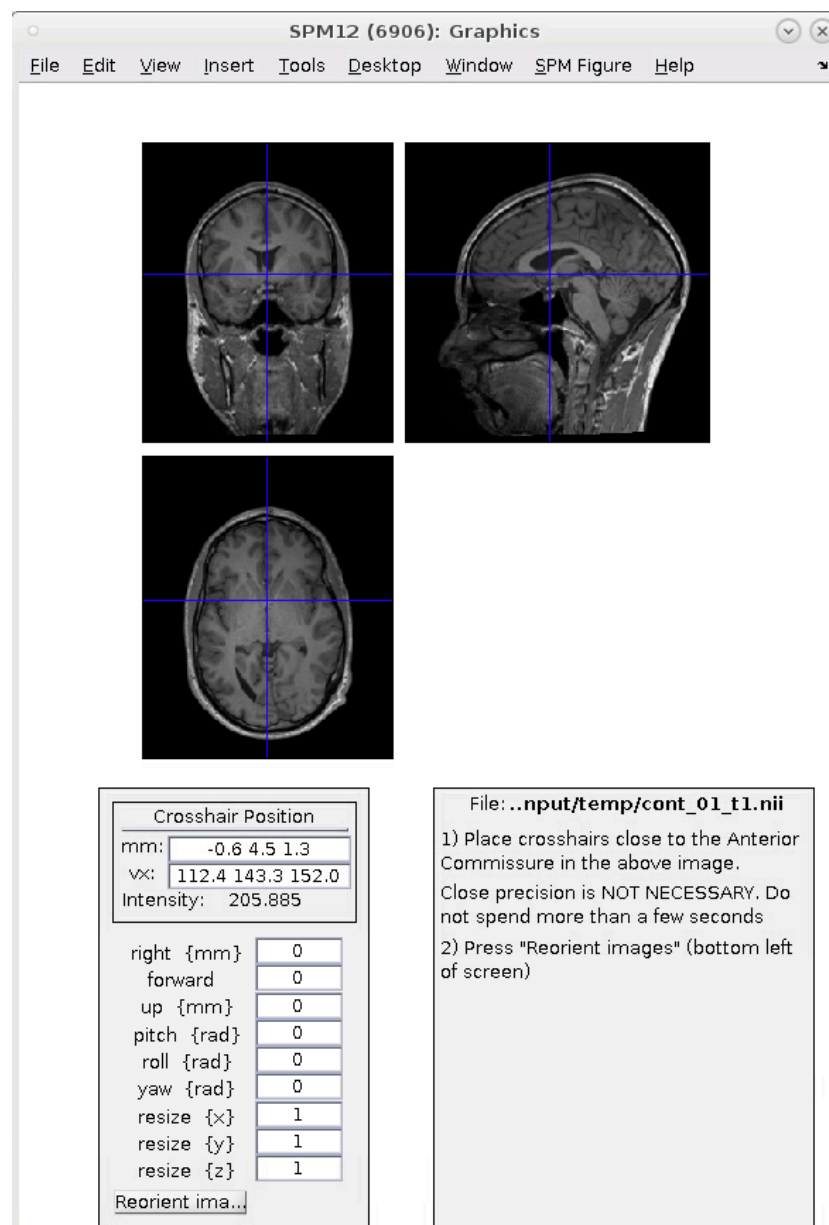 SPM12 (6906): Graphics
File Edit View Insert Tools Desktop Window SPM Figure Help
Crosshair Position
mm: -0.6 4.5 1.3
vx: 112.4 143.3 152.0
Intensity: 205.885
right {mm} 0
forward 0
up {mm} 0
pitch {rad} 0
roll {rad} 0
yaw {rad} 0
resize {x} 1
resize {y} 1
resize {z} 1
Reorient ima...
File: ..nput/temp/cont_01_t1.nii
1) Place crosshairs close to the Anterior
Commissure in the above image.
Close precision is NOT NECESSARY. Do
not spend more than a few seconds
2) Press "Reorient images" (bottom left
of screen)